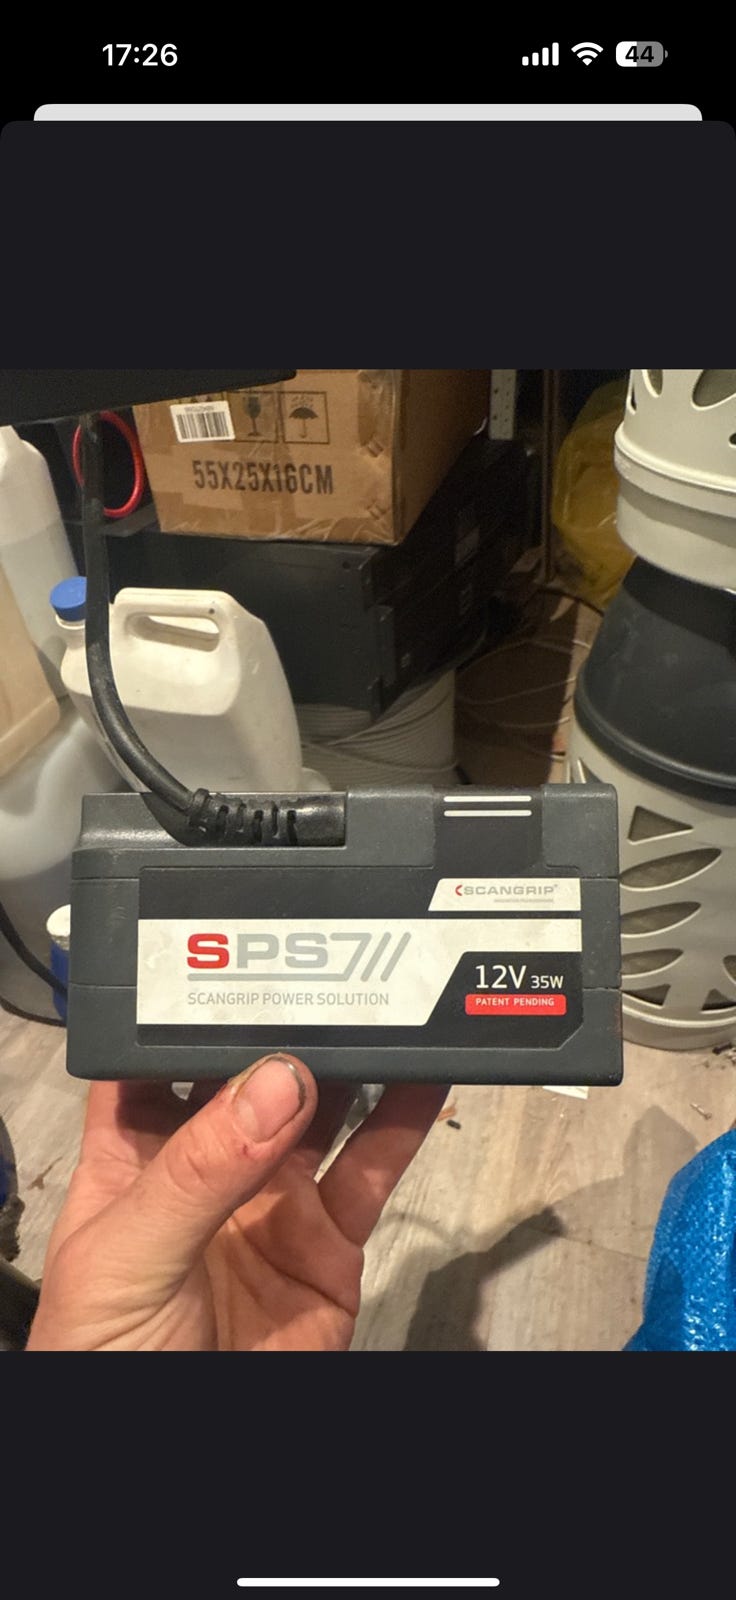 17:26
44
55X25X16CM
SCANGRIP®
SPS
SCANGRIP POWER SOLUTION
12V 35W
PATENT PENDING